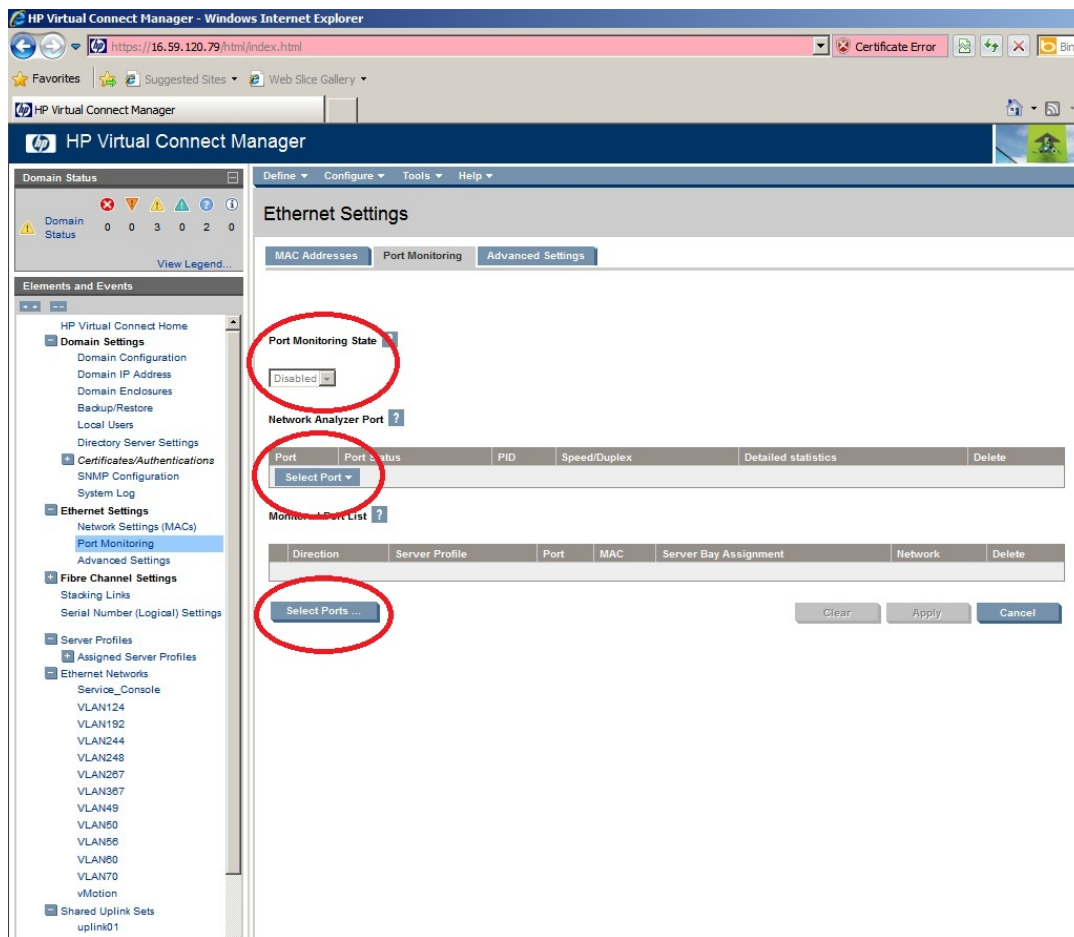 HP Virtual Connect Manager - Windows Internet Explorer
https://16.59.120.79/html/index.html
Certificate Error
Bin
Favorites
Suggested Sites
Web Slice Gallery
HP Virtual Connect Manager
HP Virtual Connect Manager
Domain Status
Define Configure Tools Help
Domain Status
0 0 3 0 2 0
View Legend...
Ethernet Settings
MAC Addresses Port Monitoring Advanced Settings
Elements and Events
HP Virtual Connect Home
Domain Settings
Domain Configuration
Domain IP Address
Domain Enclosures
Backup/Restore
Local Users
Directory Server Settings
Certificates/Authentications
SNMP Configuration
System Log
Ethernet Settings
Network Settings (MACs)
Port Monitoring
Advanced Settings
Fibre Channel Settings
Stacking Links
Serial Number (Logical) Settings
Server Profiles
Assigned Server Profiles
Ethernet Networks
Service_Console
VLAN124
VLAN192
VLAN244
VLAN248
VLAN267
VLAN367
VLAN49
VLAN50
VLAN56
VLAN60
VLAN70
vMotion
Shared Uplink Sets
uplink01
Port Monitoring State ?
Disabled
Network Analyzer Port ?
Port Port Status PID Speed/Duplex Detailed statistics Delete
Select Port
Monitored Port List ?
Direction Server Profile Port MAC Server Bay Assignment Network Delete
Select Ports ...
Clear Apply Cancel